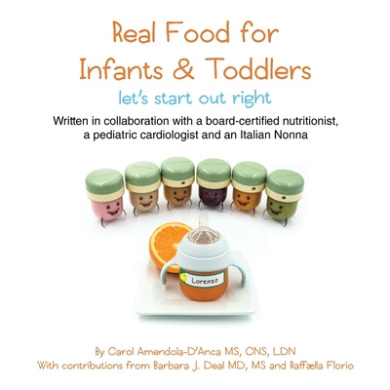 Real Food for
Infants & Toddlers
let's start out right
Written in collaboration with a board-certified nutritionist,
a pediatric cardiologist and an Italian Nonna
Lorenzo
By Carol Amendola-D'Anca MS, CNS, LDN
With contributions from Barbara J. Deal MD, MS and Raffaella Florio